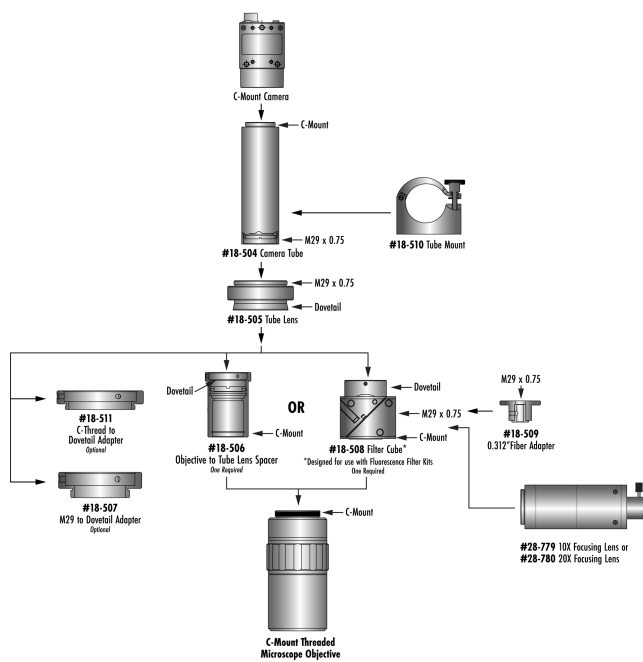 C-Mount Camera
C-Mount
M29 x 0.75
#18-504 Camera Tube
#18-510 Tube Mount
M29 x 0.75
Dovetail
#18-505 Tube Lens
#18-511
C-Thread to
Dovetail Adapter
Optional
#18-507
M29 to Dovetail Adapter
Optional
Dovetail
C-Mount
#18-506
Objective to Tube Lens Spacer
One Required
OR
Dovetail
M29 x 0.75
C-Mount
#18-508 Filter Cube*
*Designed for use with Fluorescence Filter Kits
One Required
M29 x 0.75
#18-509
0.312"Fiber Adapter
#28-779 10X Focusing Lens or
#28-780 20X Focusing Lens
C-Mount
C-Mount Threaded
Microscope Objective